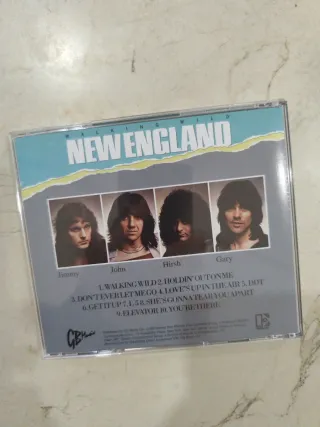 WALKING WILD
NEW ENGLAND
Jimmy
John
Hirsh
Gary
1. WALKING WILD 2. HOLDIN' OUT ON ME
3. DON'T EVER LET ME GO 4. LOVE'S UP IN THE AIR 5. DDT
6. GET IT UP 7. L-5 8. SHE'S GONNA TEAR YOU APART
9. ELEVATOR 10. YOU'RE THERE